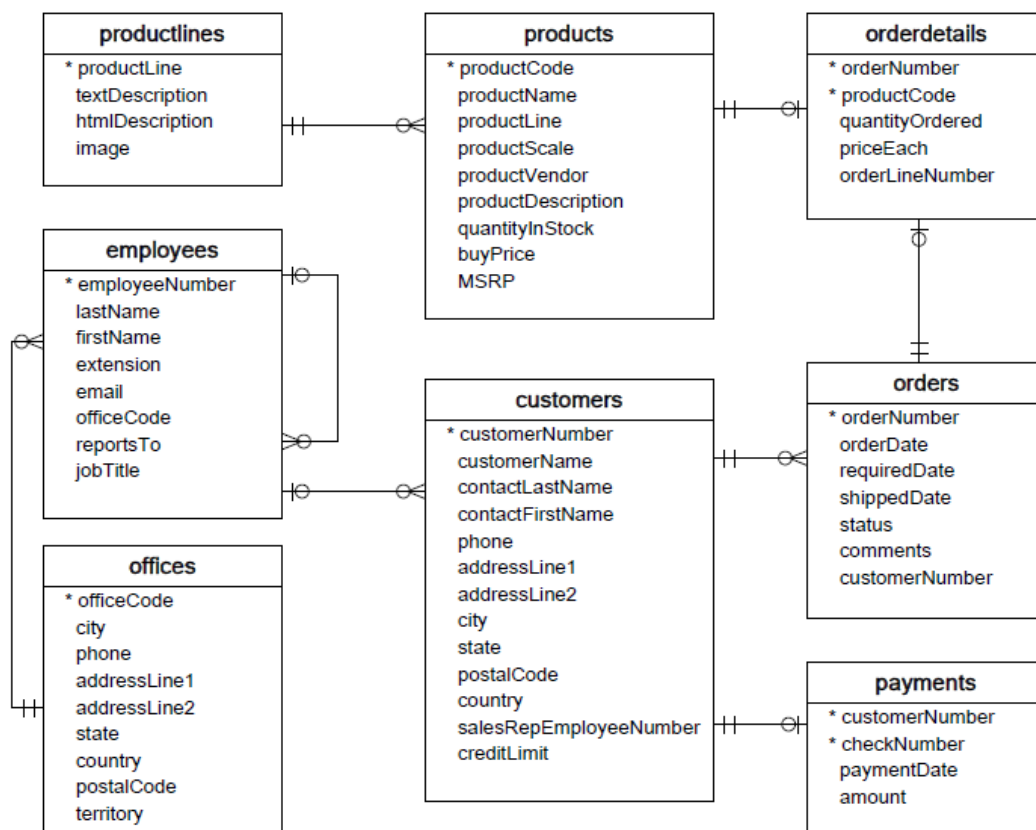 productlines
* productLine
textDescription
htmlDescription
image
products
* productCode
productName
productLine
productScale
productVendor
productDescription
quantityInStock
buyPrice
MSRP
orderdetails
* orderNumber
* productCode
quantityOrdered
priceEach
orderLineNumber
employees
* employeeNumber
lastName
firstName
extension
email
officeCode
reportsTo
jobTitle
customers
* customerNumber
customerName
contactLastName
contactFirstName
phone
addressLine1
addressLine2
city
state
postalCode
country
salesRepEmployeeNumber
creditLimit
orders
* orderNumber
orderDate
requiredDate
shippedDate
status
comments
customerNumber
offices
* officeCode
city
phone
addressLine1
addressLine2
state
country
postalCode
territory
payments
* customerNumber
* checkNumber
paymentDate
amount